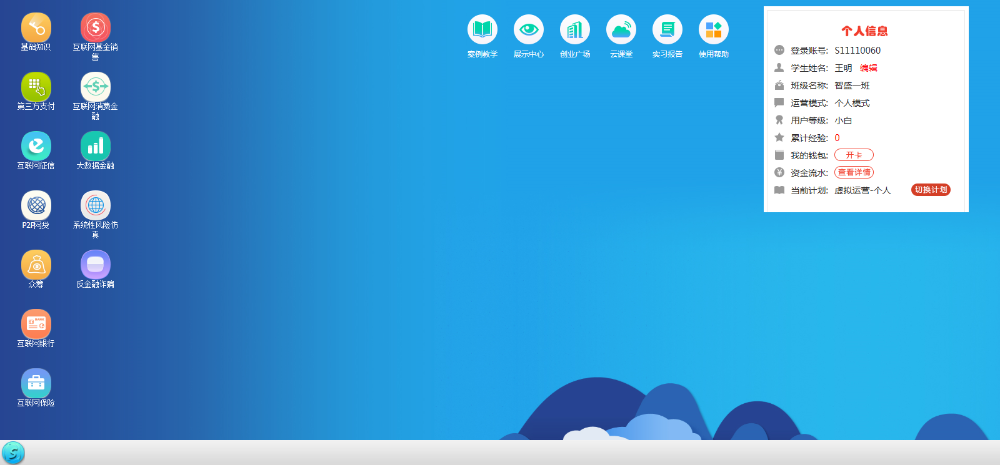 基础知识
互联网基金销
售
第三方支付
互联网消费金
融
互联网征信
大数据金融
P2P网贷
系统性风险仿
真
众筹
反金融诈骗
互联网银行
互联网保险
案例教学
展示中心
创业广场
云课堂
实习报告
使用帮助
个人信息
登录账号: S11110060
学生姓名: 王明 编辑
班级名称: 智盛一班
运营模式: 个人模式
用户等级: 小白
累计经验: 0
我的钱包: 开卡
资金流水: 查看详情
当前计划: 虚拟运营-个人 切换计划